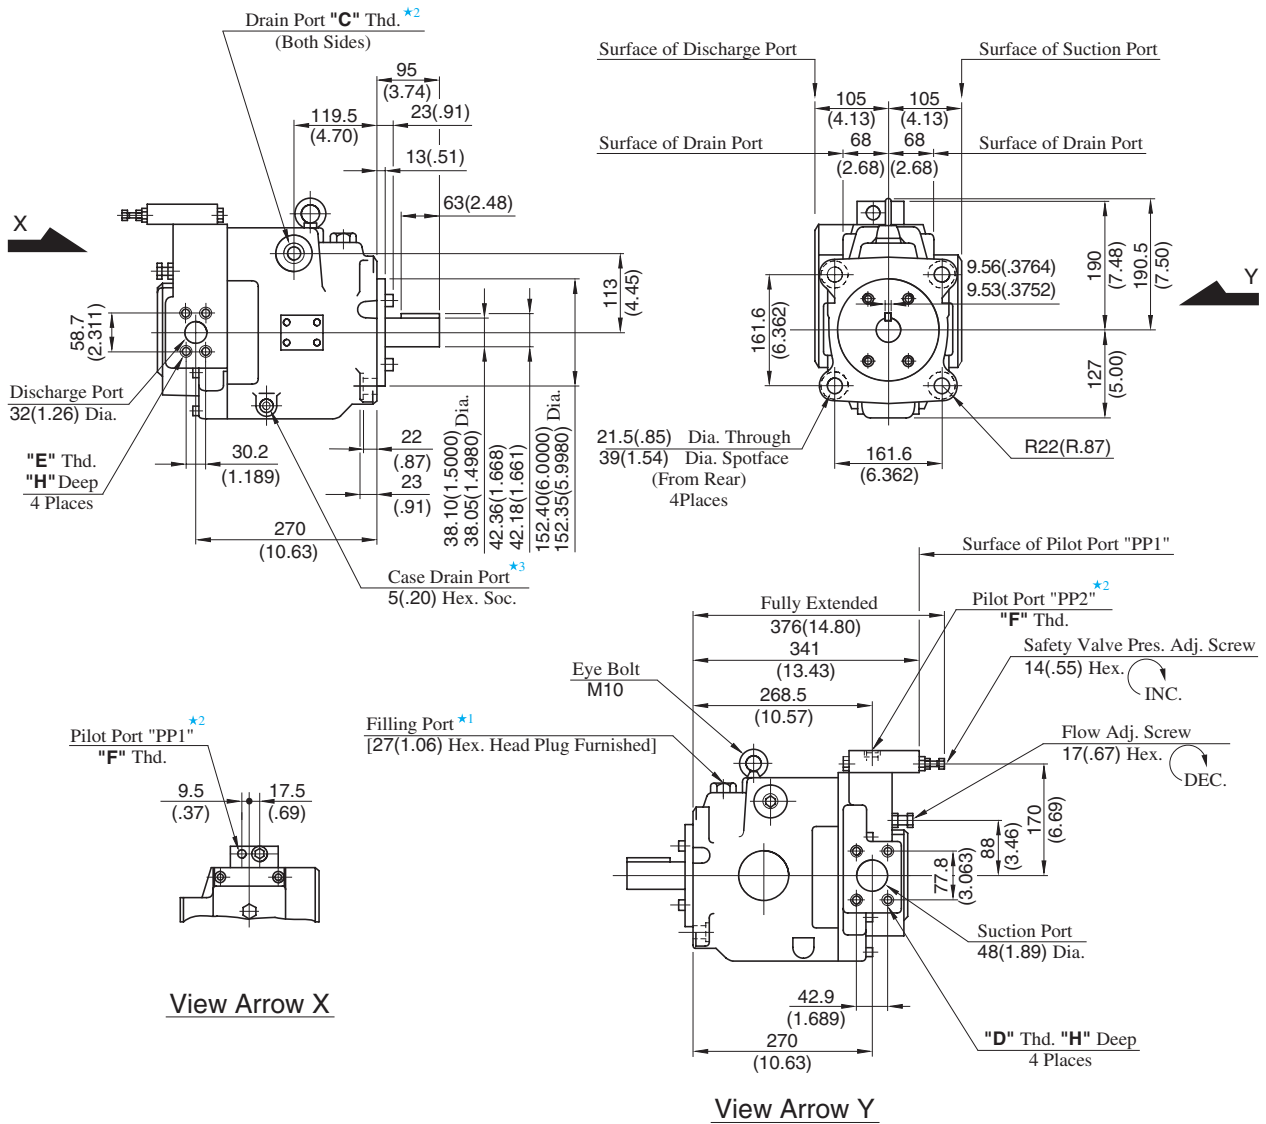 Drain Port "C" Thd. ★2
(Both Sides)
95
(3.74)
119.5
(4.70)
23(.91)
13(.51)
63(2.48)
X
113
(4.45)
58.7
(2.311)
Discharge Port
32(1.26) Dia.
"E" Thd.
"H" Deep
4 Places
30.2
(1.189)
22
(.87)
23
(.91)
270
(10.63)
38.10(1.5000) Dia.
38.05(1.4980)
42.36(1.668)
42.18(1.661)
152.40(6.0000) Dia.
152.35(5.9980)
Case Drain Port ★3
5(.20) Hex. Soc.
Surface of Discharge Port
Surface of Suction Port
105
(4.13)
105
(4.13)
Surface of Drain Port
68
(2.68)
68
(2.68)
Surface of Drain Port
9.56(.3764)
9.53(.3752)
190
(7.48)
190.5
(7.50)
Y
161.6
(6.362)
127
(5.00)
21.5(.85) Dia. Through
39(1.54) Dia. Spotface
(From Rear)
4Places
161.6
(6.362)
R22(R.87)
Surface of Pilot Port "PP1"
Fully Extended
376(14.80)
Pilot Port "PP2" ★2
"F" Thd.
341
(13.43)
Safety Valve Pres. Adj. Screw
14(.55) Hex.
INC.
Eye Bolt
M10
268.5
(10.57)
Filling Port ★1
[27(1.06) Hex. Head Plug Furnished]
Flow Adj. Screw
17(.67) Hex.
DEC.
Pilot Port "PP1" ★2
"F" Thd.
9.5
(.37)
17.5
(.69)
170
(6.69)
88
(3.46)
77.8
(3.063)
Suction Port
48(1.89) Dia.
42.9
(1.689)
270
(10.63)
"D" Thd. "H" Deep
4 Places
View Arrow X
View Arrow Y